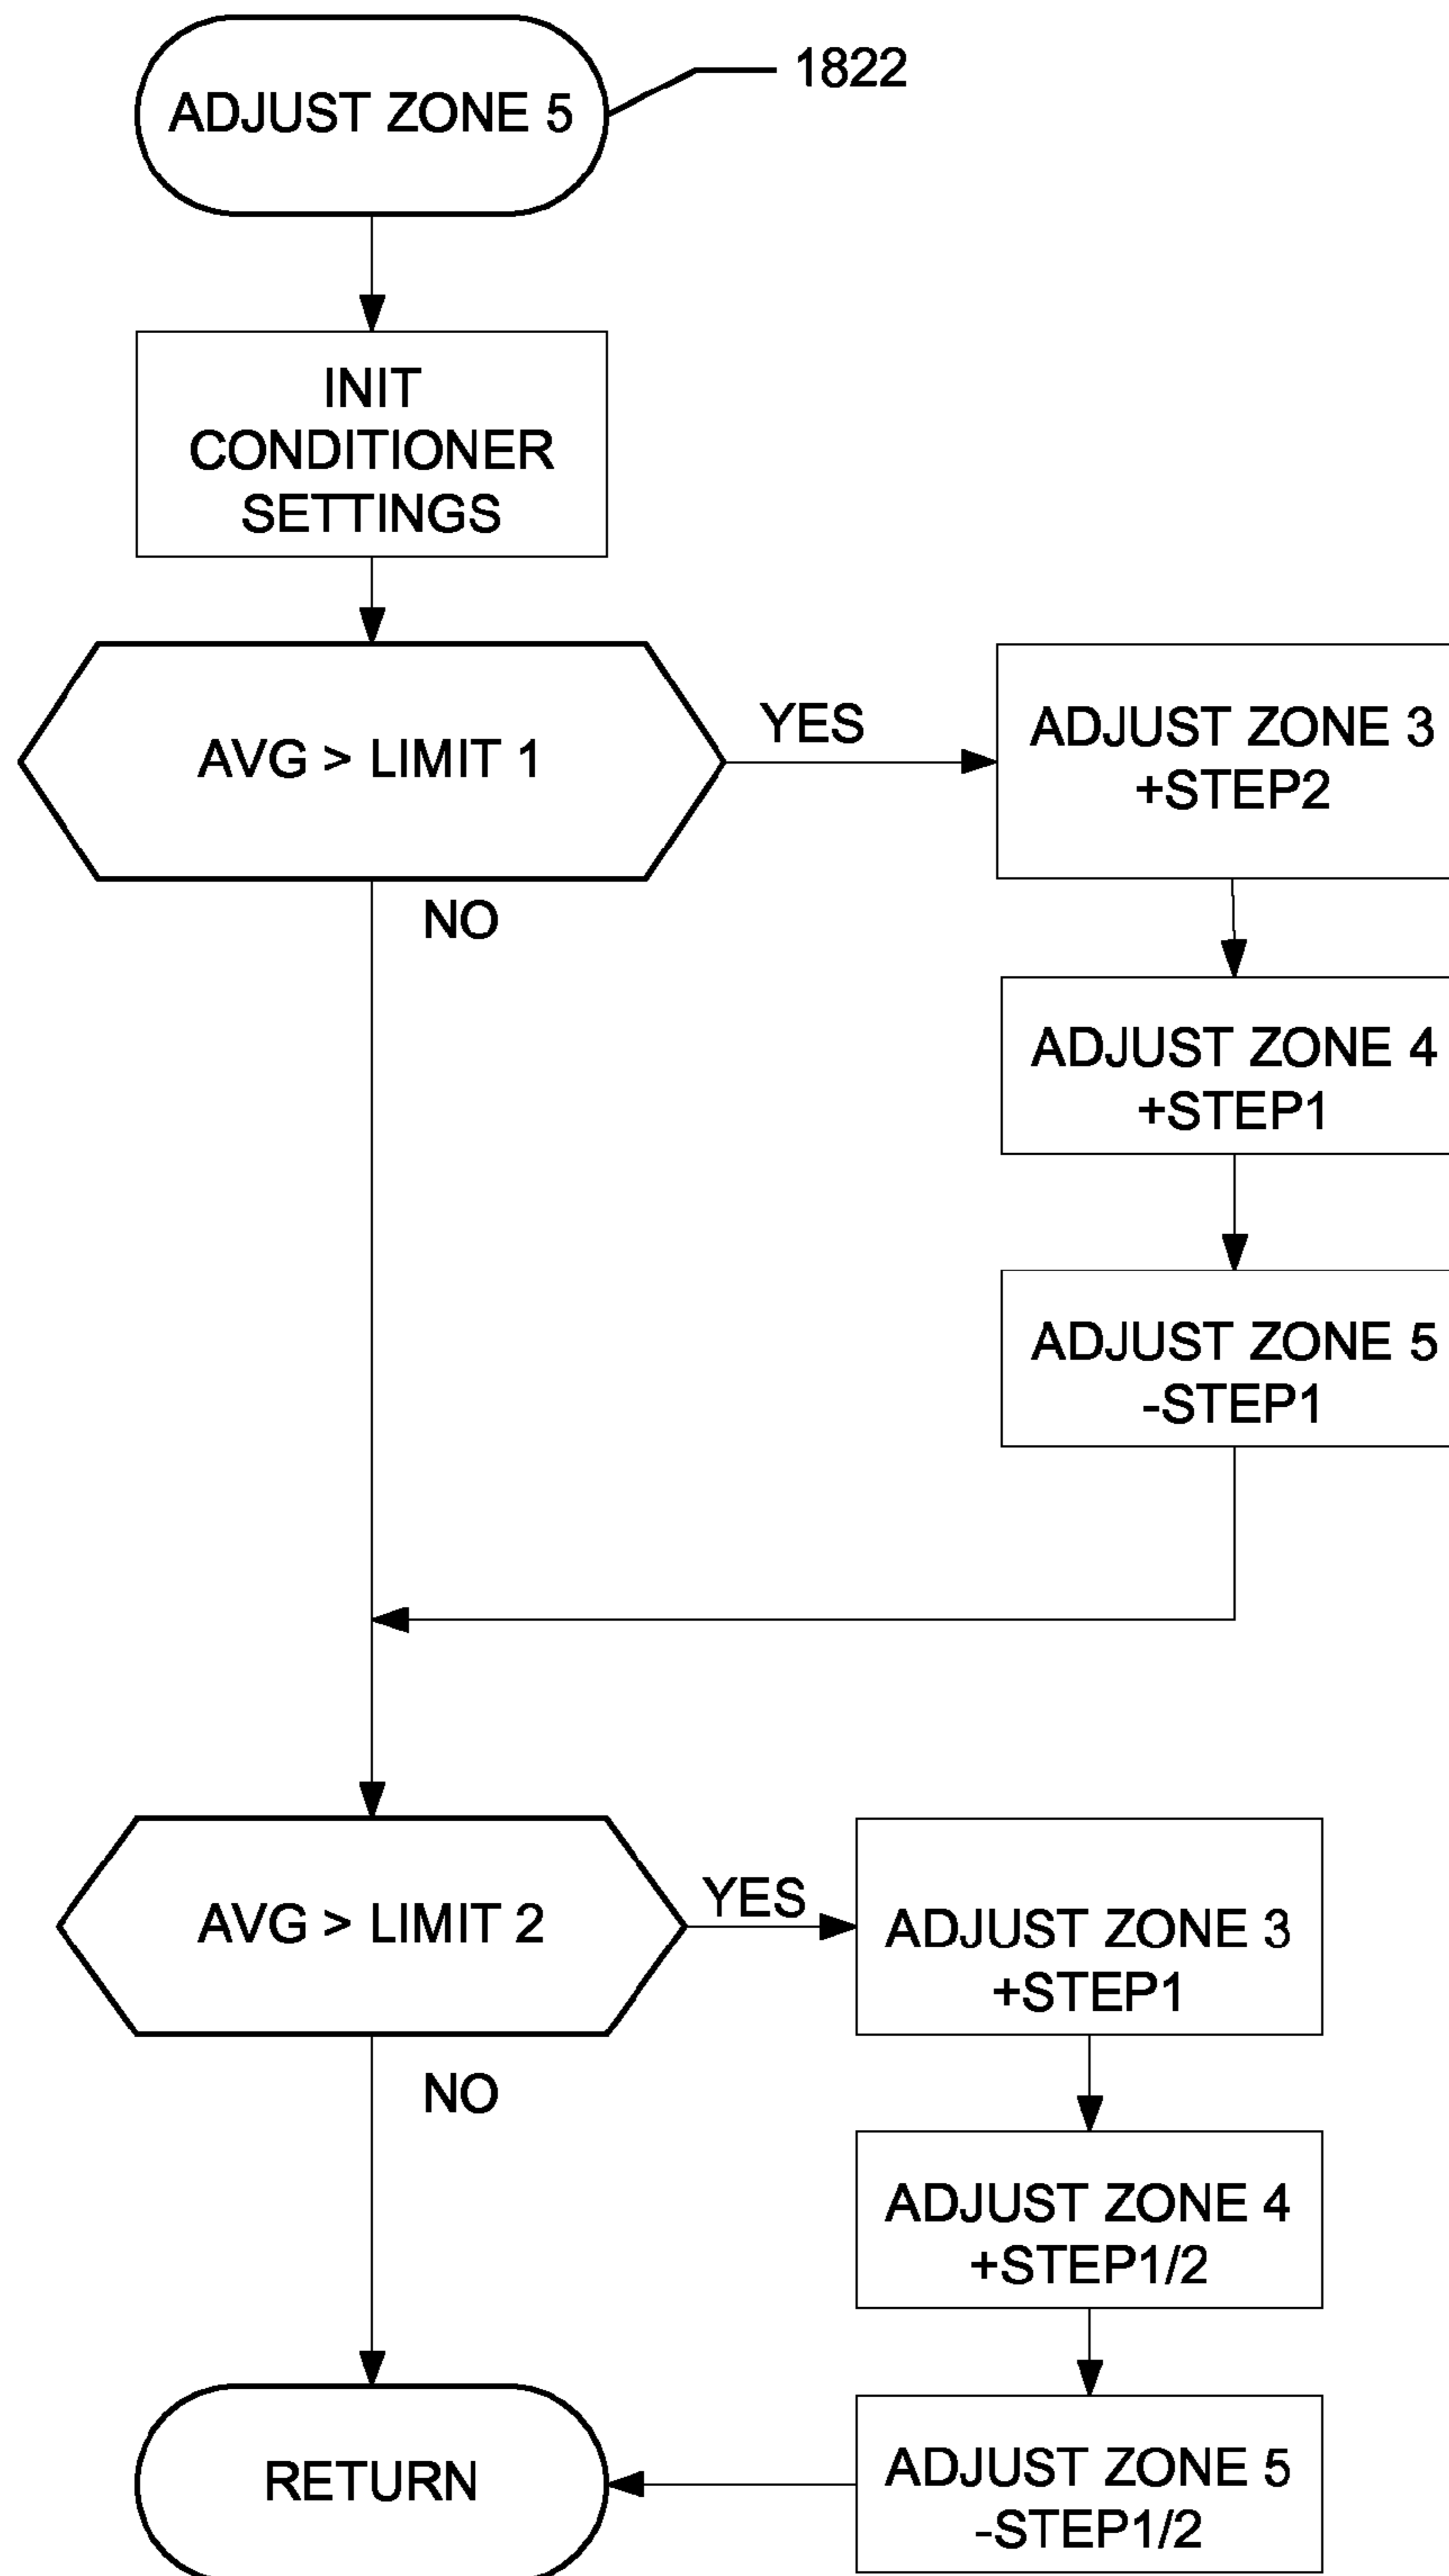 ADJUST ZONE 5
1822
INIT
CONDITIONER
SETTINGS
AVG > LIMIT 1
YES
ADJUST ZONE 3
+STEP2
NO
ADJUST ZONE 4
+STEP1
ADJUST ZONE 5
-STEP1
AVG > LIMIT 2
YES
ADJUST ZONE 3
+STEP1
NO
ADJUST ZONE 4
+STEP1/2
RETURN
ADJUST ZONE 5
-STEP1/2